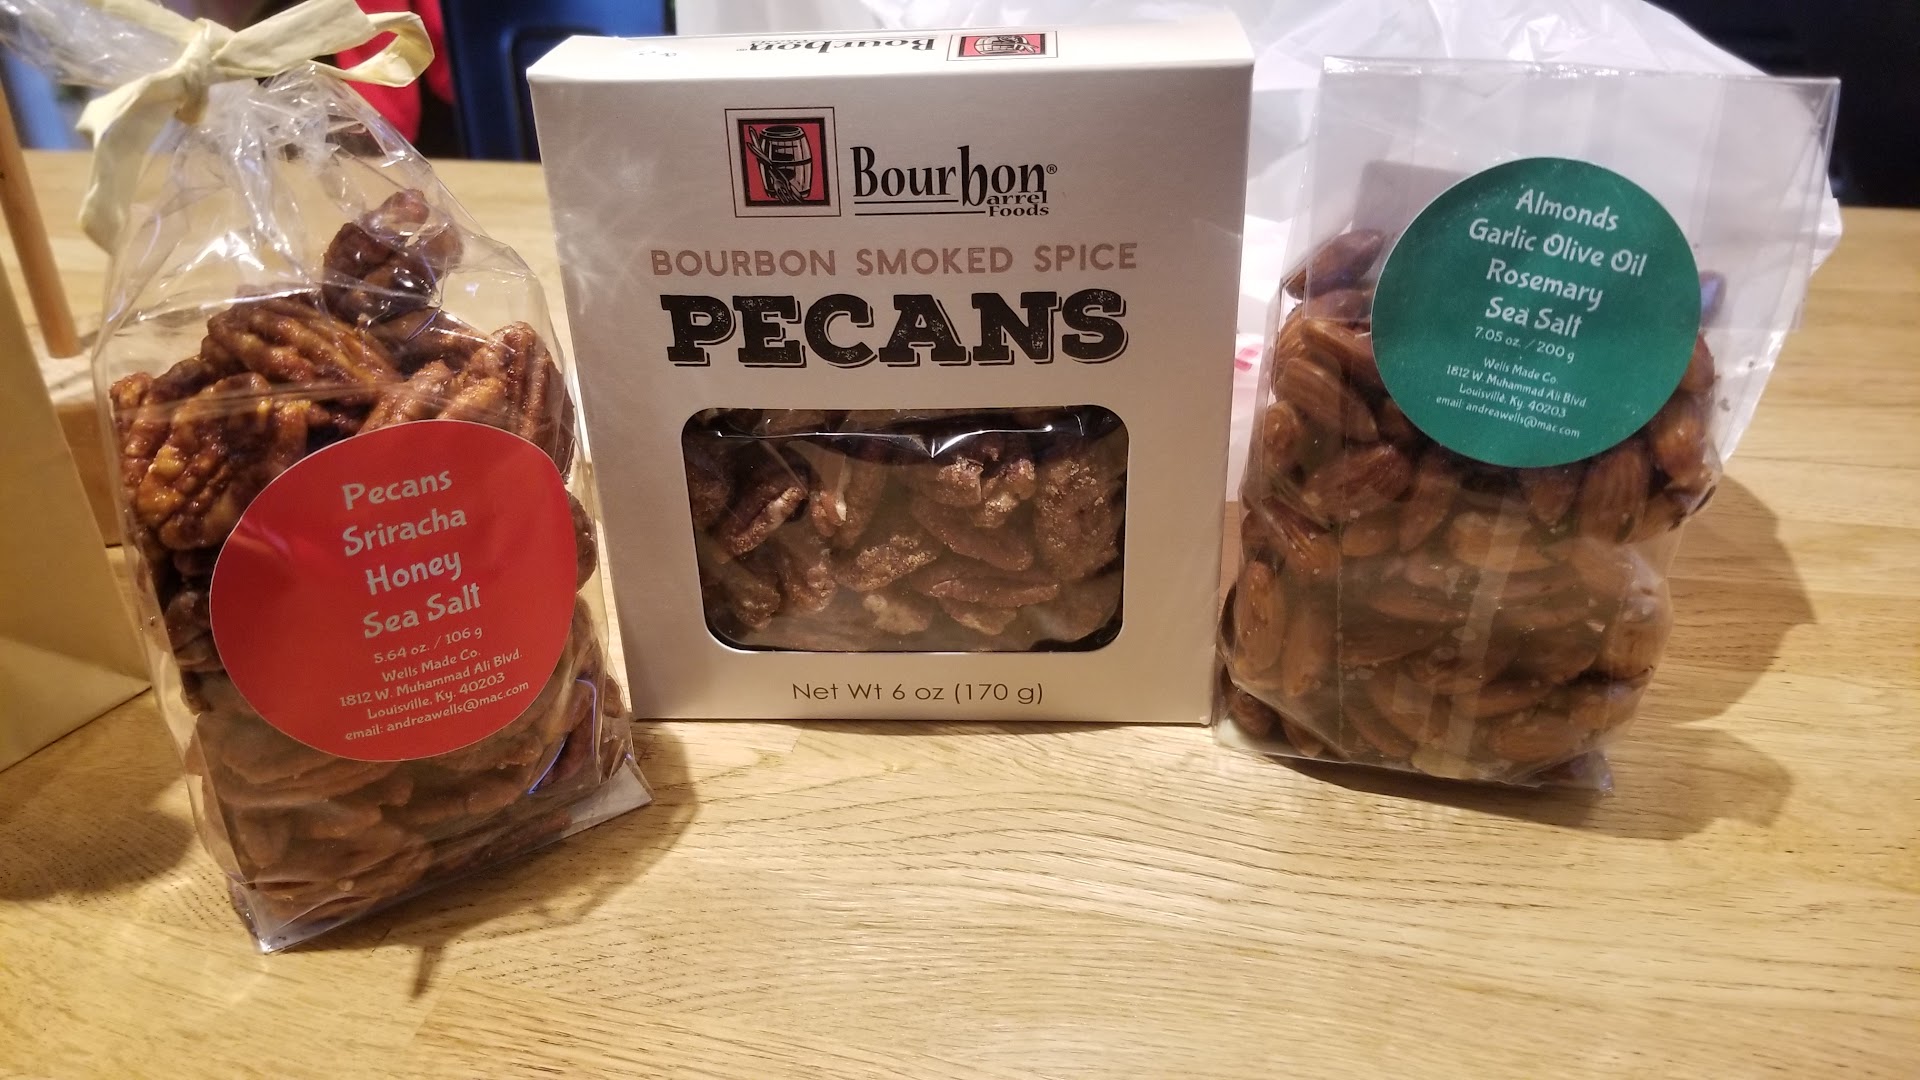 Pecans
Sriracha
Honey
Sea Salt
5.64 oz. / 106 g
Wells Made Co.
1812 W. Muhammad Ali Blvd.
Louisville, Ky. 40203
email: andreawells@mac.com
Bourbon
Bourbon®
Barrel
Foods
BOURBON SMOKED SPICE
PECANS
Net Wt 6 oz (170 g)
Almonds
Garlic Olive Oil
Rosemary
Sea Salt
7.05 oz. / 200 g
Wells Made Co.
1812 W. Muhammad Ali Blvd.
Louisville, Ky. 40203
email: andreawells@mac.com